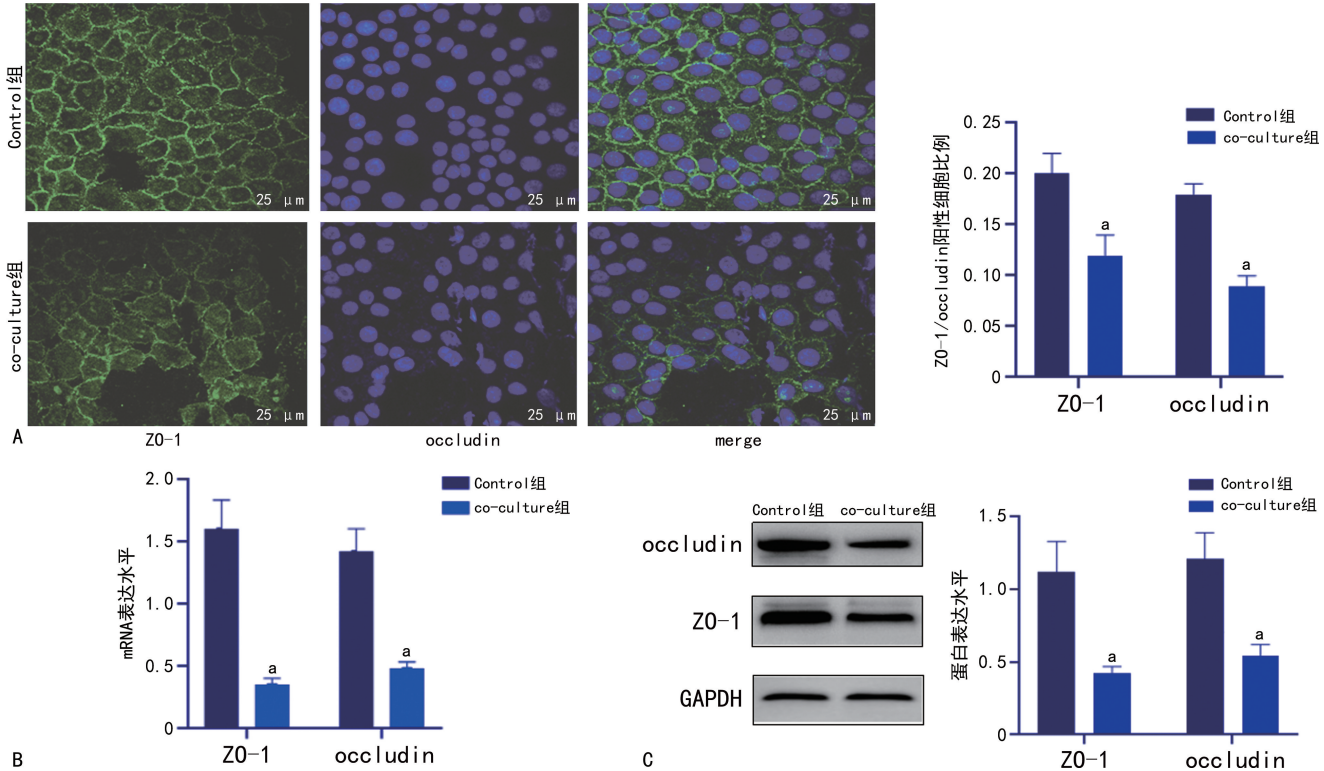 Control组
25 μm
25 μm
25 μm
co-culture组
25 μm
25 μm
25 μm
A
ZO-1
occludin
merge
ZO-1/occludin阳性细胞比例
0.25
0.20
0.15
0.10
0.05
0
Control组
co-culture组
a
a
ZO-1
occludin
mRNA表达水平
2.0
1.5
1.0
0.5
0
Control组
co-culture组
a
a
ZO-1
occludin
B
Control组
co-culture组
occludin
ZO-1
GAPDH
C
蛋白表达水平
1.5
1.0
0.5
0
Control组
co-culture组
a
a
ZO-1
occludin